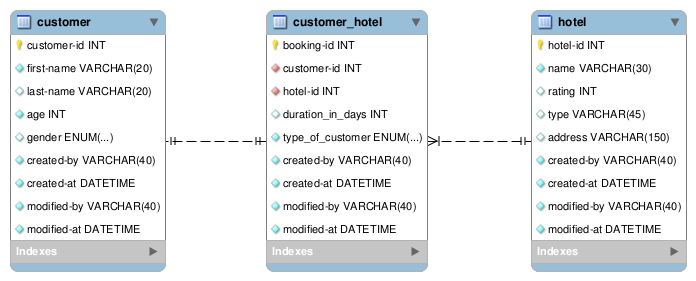 customer
customer-id INT
first-name VARCHAR(20)
last-name VARCHAR(20)
age INT
gender ENUM(...)
created-by VARCHAR(40)
created-at DATETIME
modified-by VARCHAR(40)
modified-at DATETIME
Indexes
customer_hotel
booking-id INT
customer-id INT
hotel-id INT
duration_in_days INT
type_of_customer ENUM(...)
created-by VARCHAR(40)
created-at DATETIME
modified-by VARCHAR(40)
modified-at DATETIME
Indexes
hotel
hotel-id INT
name VARCHAR(30)
rating INT
type VARCHAR(45)
address VARCHAR(150)
created-by VARCHAR(40)
created-at DATETIME
modified-by VARCHAR(40)
modified-at DATETIME
Indexes